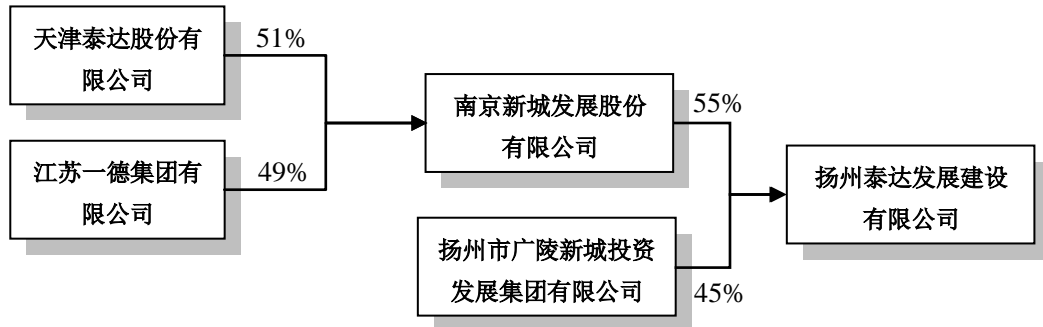 天津泰达股份有
限公司
51%
江苏一德集团有
限公司
49%
南京新城发展股份
有限公司
55%
扬州市广陵新城投资
发展集团有限公司
45%
扬州泰达发展建设
有限公司